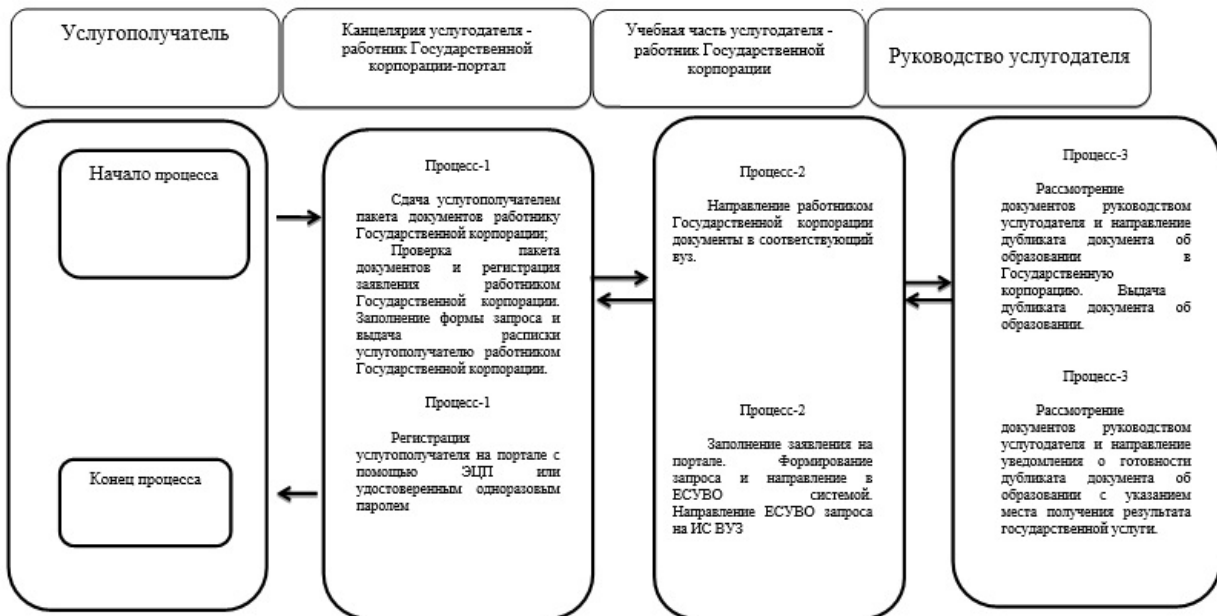 Услугополучатель
Канцелярия услугодателя -
работник Государственной
корпорации-портал
Учебная часть услугодателя -
работник Государственной
корпорации
Руководство услугодателя
Начало процесса
Конец процесса
Процесс-1
Сдача услугополучателем
пакета документов работнику
Государственной корпорации;
Проверка пакета
документов и регистрация
заявления работником
Государственной корпорации.
Заполнение формы запроса и
выдача расписки
услугополучателю работником
Государственной корпорации.
Процесс-1
Регистрация
услугополучателя на портале с
помощью ЭЦП или
удостоверенным одноразовым
паролем
Процесс-2
Направление работником
Государственной корпорации
документы в соответствующий
вуз.
Процесс-2
Заполнение заявления на
портале. Формирование
запроса и направление в
ЕСУВО системой.
Направление ЕСУВО запроса
на ИС ВУЗ
Процесс-3
Рассмотрение
документов руководством
услугодателя и направление
дубликата документа об
образовании в
Государственную
корпорацию. Выдача
дубликата документа об
образовании.
Процесс-3
Рассмотрение
документов руководством
услугодателя и направление
уведомления о готовности
дубликата документа об
образовании с указанием
места получения результата
государственной услуги.